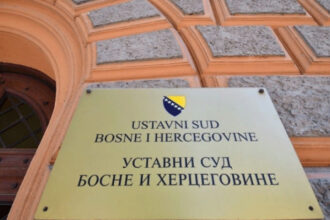 USTAVNI SUD
BOSNE I HERCEGOVINE
УСТАВНИ СУД
БОСНЕ И ХЕРЦЕГОВИНЕ